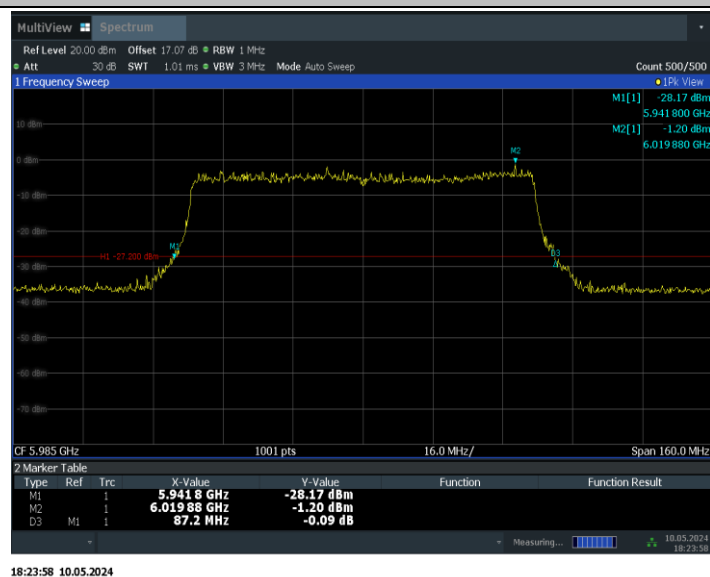 MultiView Spectrum
Ref Level 20.00 dBm Offset 17.07 dB RBW 1 MHz
Att 30 dB SWT 1.01 ms VBW 3 MHz Mode Auto Sweep Count 500/500
1 Frequency Sweep 1Pk View
M1[1] -28.17 dBm
5.941800 GHz
10 dBm
M2[1] -1.20 dBm
6.019880 GHz
M2
0 dBm
-10 dBm
-20 dBm
M1
D3
H1 -27.200 dBm
-30 dBm
-40 dBm
-50 dBm
-60 dBm
-70 dBm
CF 5.985 GHz 1001 pts 16.0 MHz/ Span 160.0 MHz
2 Marker Table
Type Ref Trc X-Value Y-Value Function Function Result
M1 1 5.941 8 GHz -28.17 dBm
M2 1 6.019 88 GHz -1.20 dBm
D3 M1 1 87.2 MHz -0.09 dB
Measuring... 10.05.2024
18:23:58
18:23:58 10.05.2024